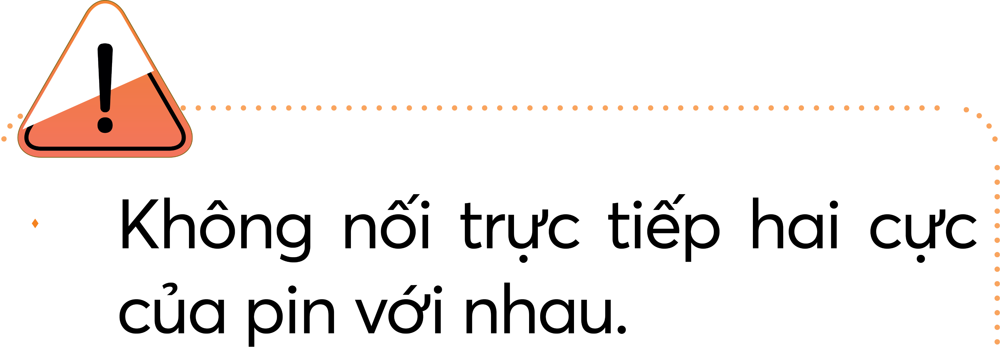 Không nối trực tiếp hai cực
của pin với nhau.